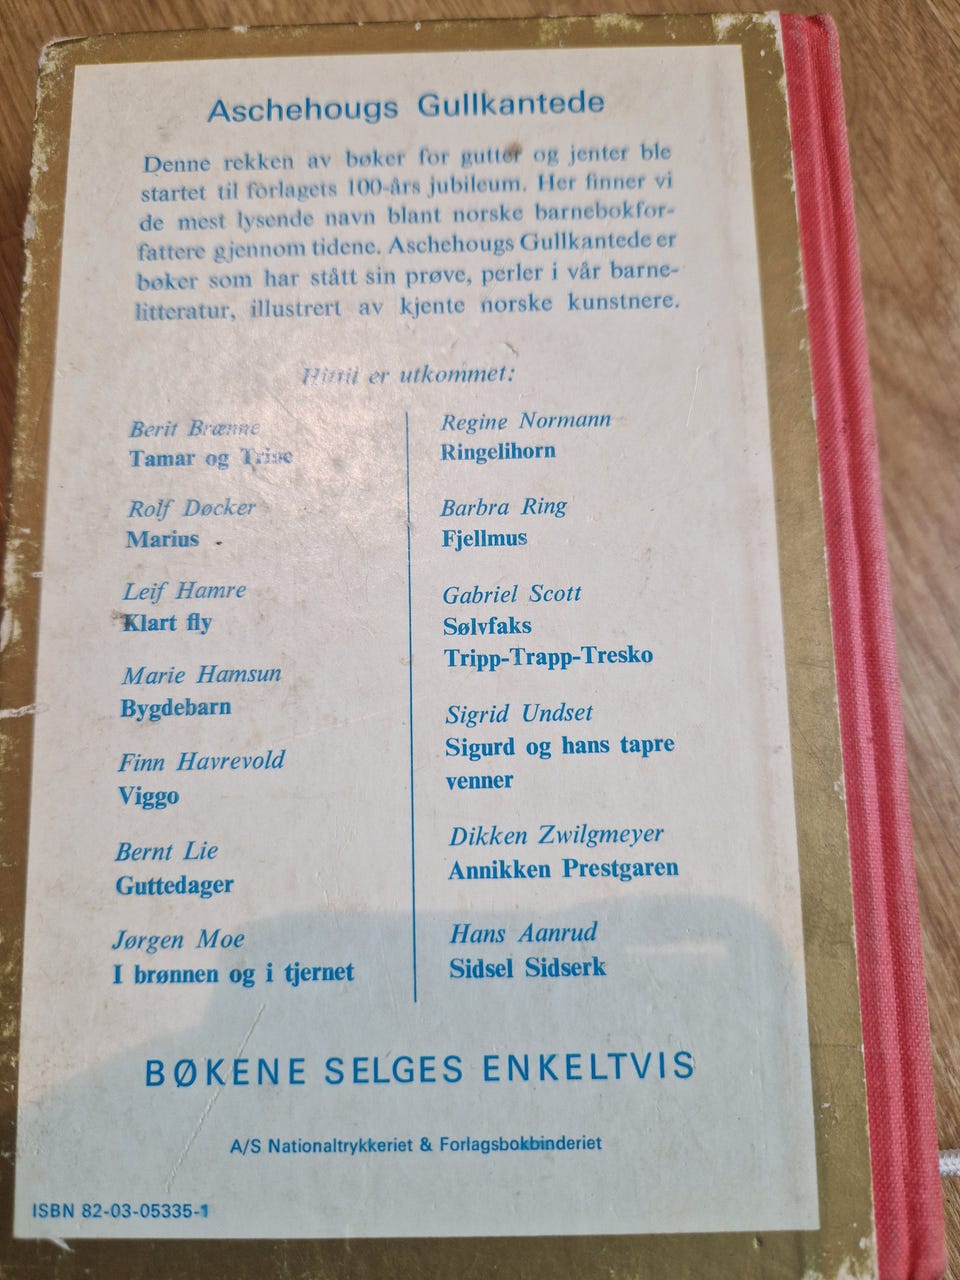 Aschehougs Gullkantede
Denne rekken av bøker for gutter og jenter ble
startet til forlagets 100-års jubileum. Her finner vi
de mest lysende navn blant norske barnebokfor-
fattere gjennom tidene. Aschehougs Gullkantede er
bøker som har stått sin prøve, perler i vår barne-
litteratur, illustrert av kjente norske kunstnere.
Hittil er utkommet:
Berit Brænne
Tamar og Trine
Rolf Døcker
Marius
Leif Hamre
Klart fly
Marie Hamsun
Bygdebarn
Finn Havrevold
Viggo
Bernt Lie
Guttedager
Jørgen Moe
I brønnen og i tjernet
Regine Normann
Ringelihorn
Barbra Ring
Fjellmus
Gabriel Scott
Sølvfaks
Tripp-Trapp-Tresko
Sigrid Undset
Sigurd og hans tapre
venner
Dikken Zwilgmeyer
Annikken Prestgaren
Hans Aanrud
Sidsel Sidserk
BØKENE SELGES ENKELTVIS
A/S Nationaltrykkeriet & Forlagsbokbinderiet
ISBN 82-03-05335-1